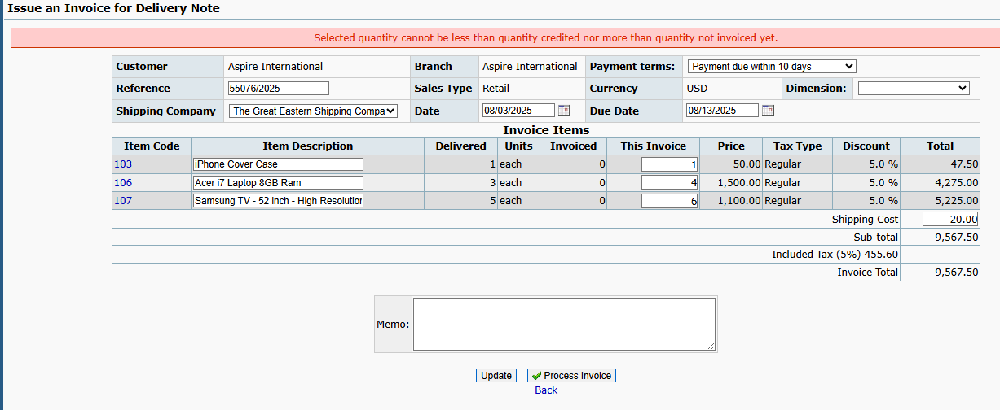 Issue an Invoice for Delivery Note
Selected quantity cannot be less than quantity credited nor more than quantity not invoiced yet.
Customer Aspire International Branch Aspire International Payment terms: Payment due within 10 days
Reference 55076/2025 Sales Type Retail Currency USD Dimension:
Shipping Company The Great Eastern Shipping Compa Date 08/03/2025 Due Date 08/13/2025
Invoice Items
Item Code Item Description Delivered Units Invoiced This Invoice Price Tax Type Discount Total
103 iPhone Cover Case 1 each 0 1 50.00 Regular 5.0 % 47.50
106 Acer i7 Laptop 8GB Ram 3 each 0 4 1,500.00 Regular 5.0 % 4,275.00
107 Samsung TV - 52 inch - High Resolution 5 each 0 6 1,100.00 Regular 5.0 % 5,225.00
Shipping Cost 20.00
Sub-total 9,567.50
Included Tax (5%) 455.60
Invoice Total 9,567.50
Memo:
Update Process Invoice
Back